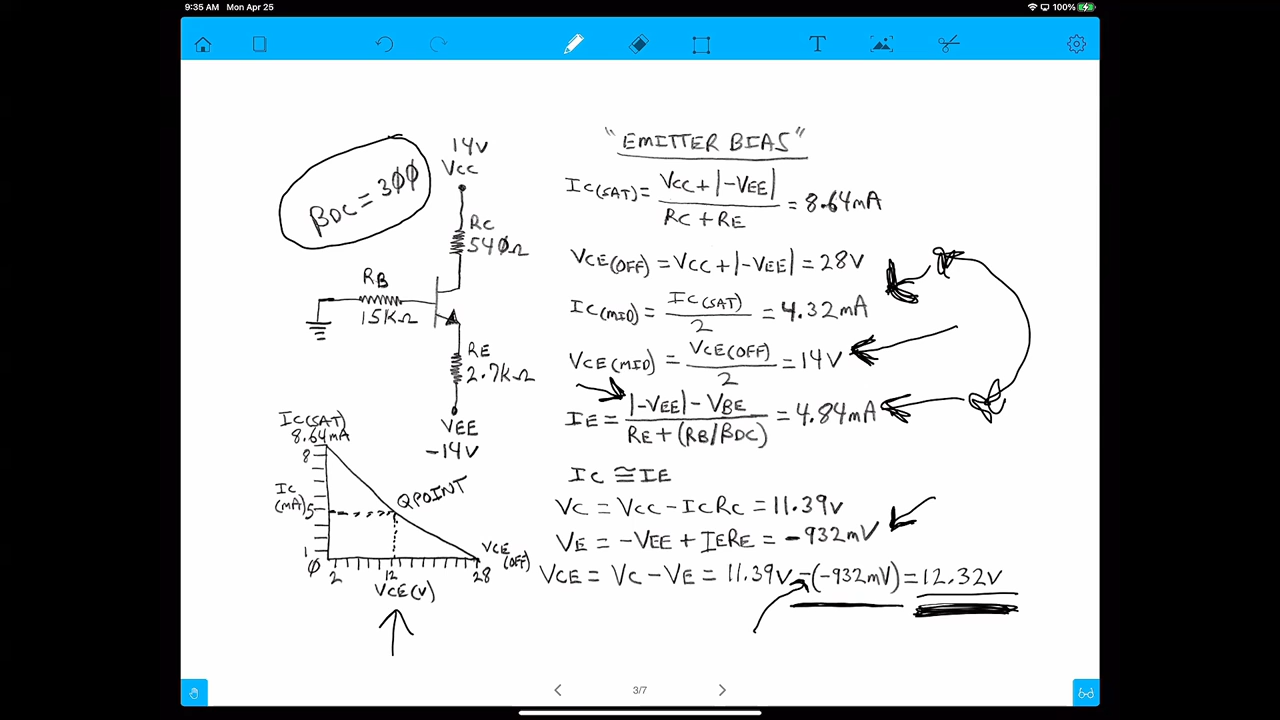 9:35 AM Mon Apr 25
100%
T
"EMITTER BIAS"
βDC = 300
14V
VCC
RC
540Ω
RB
15KΩ
RE
2.7KΩ
VEE
-14V
IC(SAT) = VCC + |-VEE| / RC + RE = 8.64mA
VCE(OFF) = VCC + |-VEE| = 28V
IC(MID) = IC(SAT) / 2 = 4.32mA
VCE(MID) = VCE(OFF) / 2 = 14V
IE = |-VEE| - VBE / RE + (RB/βDC) = 4.84mA
IC ≅ IE
VC = VCC - ICRC = 11.39V
VE = -VEE + IERE = -932mV
VCE = VC - VE = 11.39V - (-932mV) = 12.32V
IC(SAT)
8.64mA
8
IC
(MA)
5
QPOINT
1
0
2
12
28
VCE
(OFF)
VCE(V)
3/7